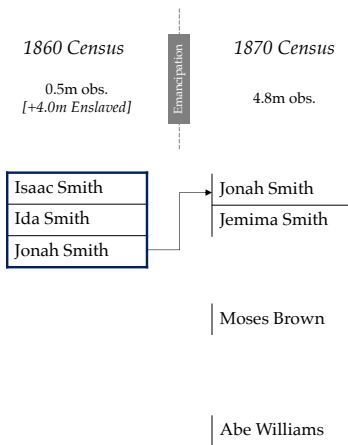 1860 Census
0.5m obs.
[+4.0m Enslaved]
Emancipation
1870 Census
4.8m obs.
Isaac Smith
Ida Smith
Jonah Smith
Jonah Smith
Jemima Smith
Moses Brown
Abe Williams